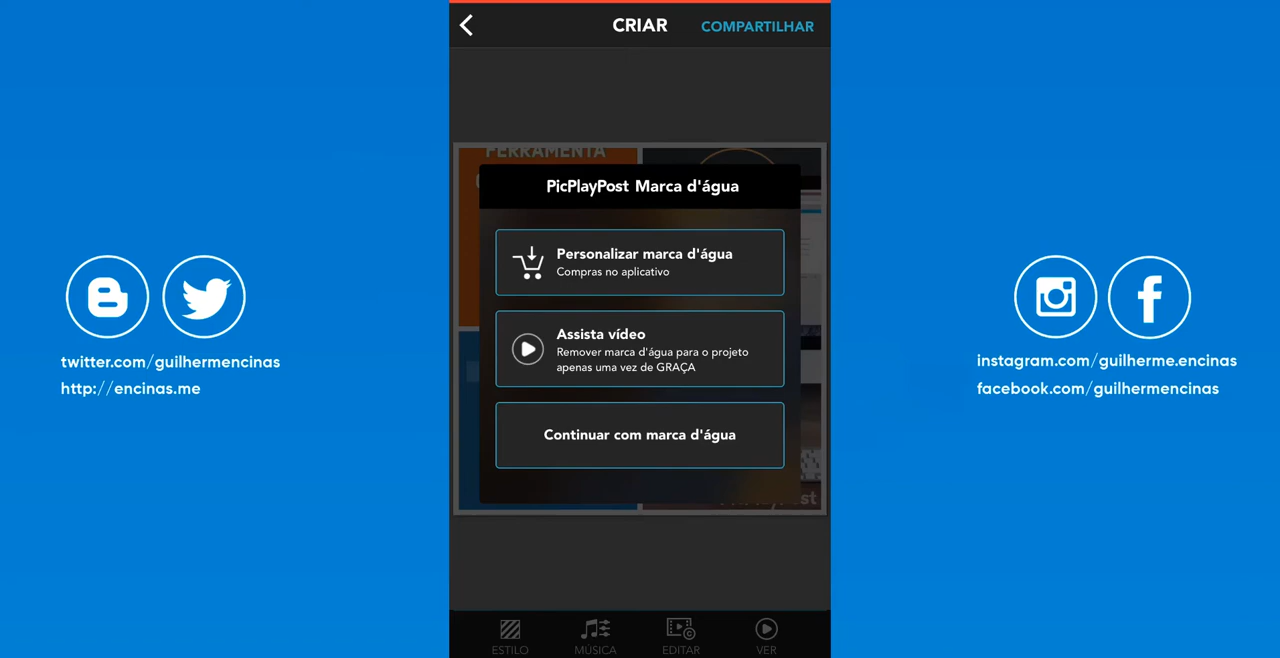 CRIAR
COMPARTILHAR
FERRAMENTA
PicPlayPost Marca d'água
Personalizar marca d'água
Compras no aplicativo
Assista vídeo
Remover marca d'água para o projeto
apenas uma vez de GRAÇA
Continuar com marca d'água
PicPlayPost
ESTILO
MÚSICA
EDITAR
VER
twitter.com/guilhermencinas
http://encinas.me
instagram.com/guilherme.encinas
facebook.com/guilhermencinas